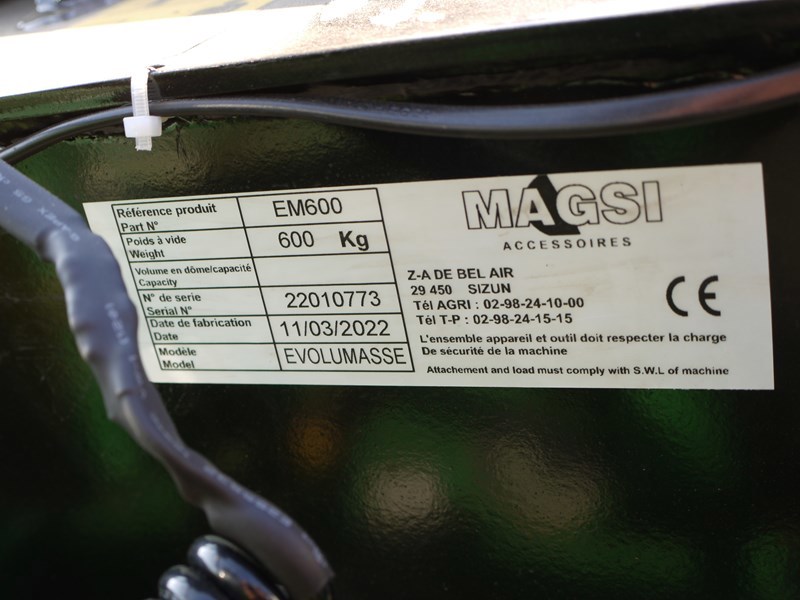 Référence produit
Part N°
EM600
Poids à vide
Weight
600 Kg
Volume en dôme/capacité
Capacity
N° de serie
Serial N°
22010773
Date de fabrication
Date
11/03/2022
Modèle
Model
EVOLUMASSE
MAGSI
ACCESSOIRES
Z-A DE BEL AIR
29 450 SIZUN
Tél AGRI : 02-98-24-10-00
Tél T-P : 02-98-24-15-15
CE
L'ensemble appareil et outil doit respecter la charge
De sécurité de la machine
Attachement and load must comply with S.W.L of machine